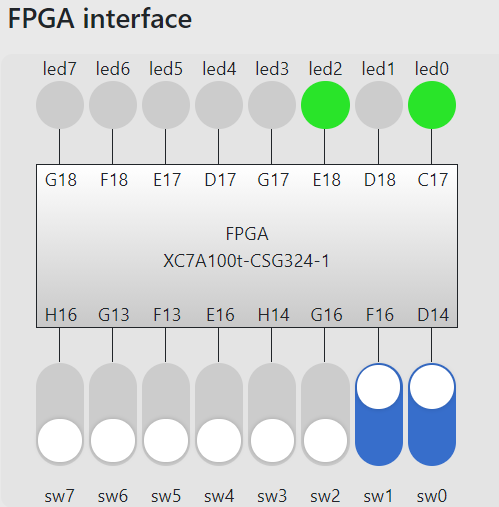 FPGA interface
led7 led6 led5 led4 led3 led2 led1 led0
G18 F18 E17 D17 G17 E18 D18 C17
FPGA
XC7A100t-CSG324-1
H16 G13 F13 E16 H14 G16 F16 D14
sw7 sw6 sw5 sw4 sw3 sw2 sw1 sw0